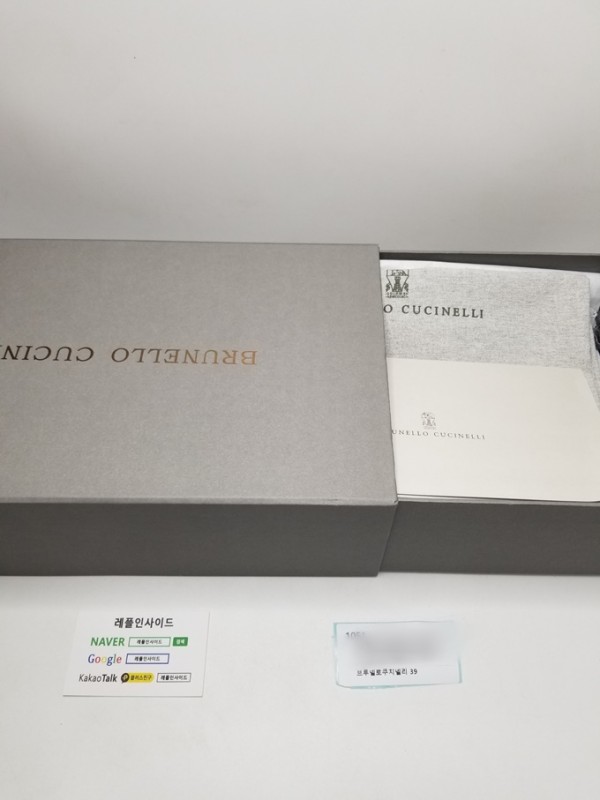 O CUCINELLI
BRUNELLO CUCIN
UNELLO CUCINELLI
레플인사이드
NAVER 레플인사이드 검색
Google 레플인사이드
KakaoTalk 플러스친구 레플인사이드
브루넬로쿠치넬리 39